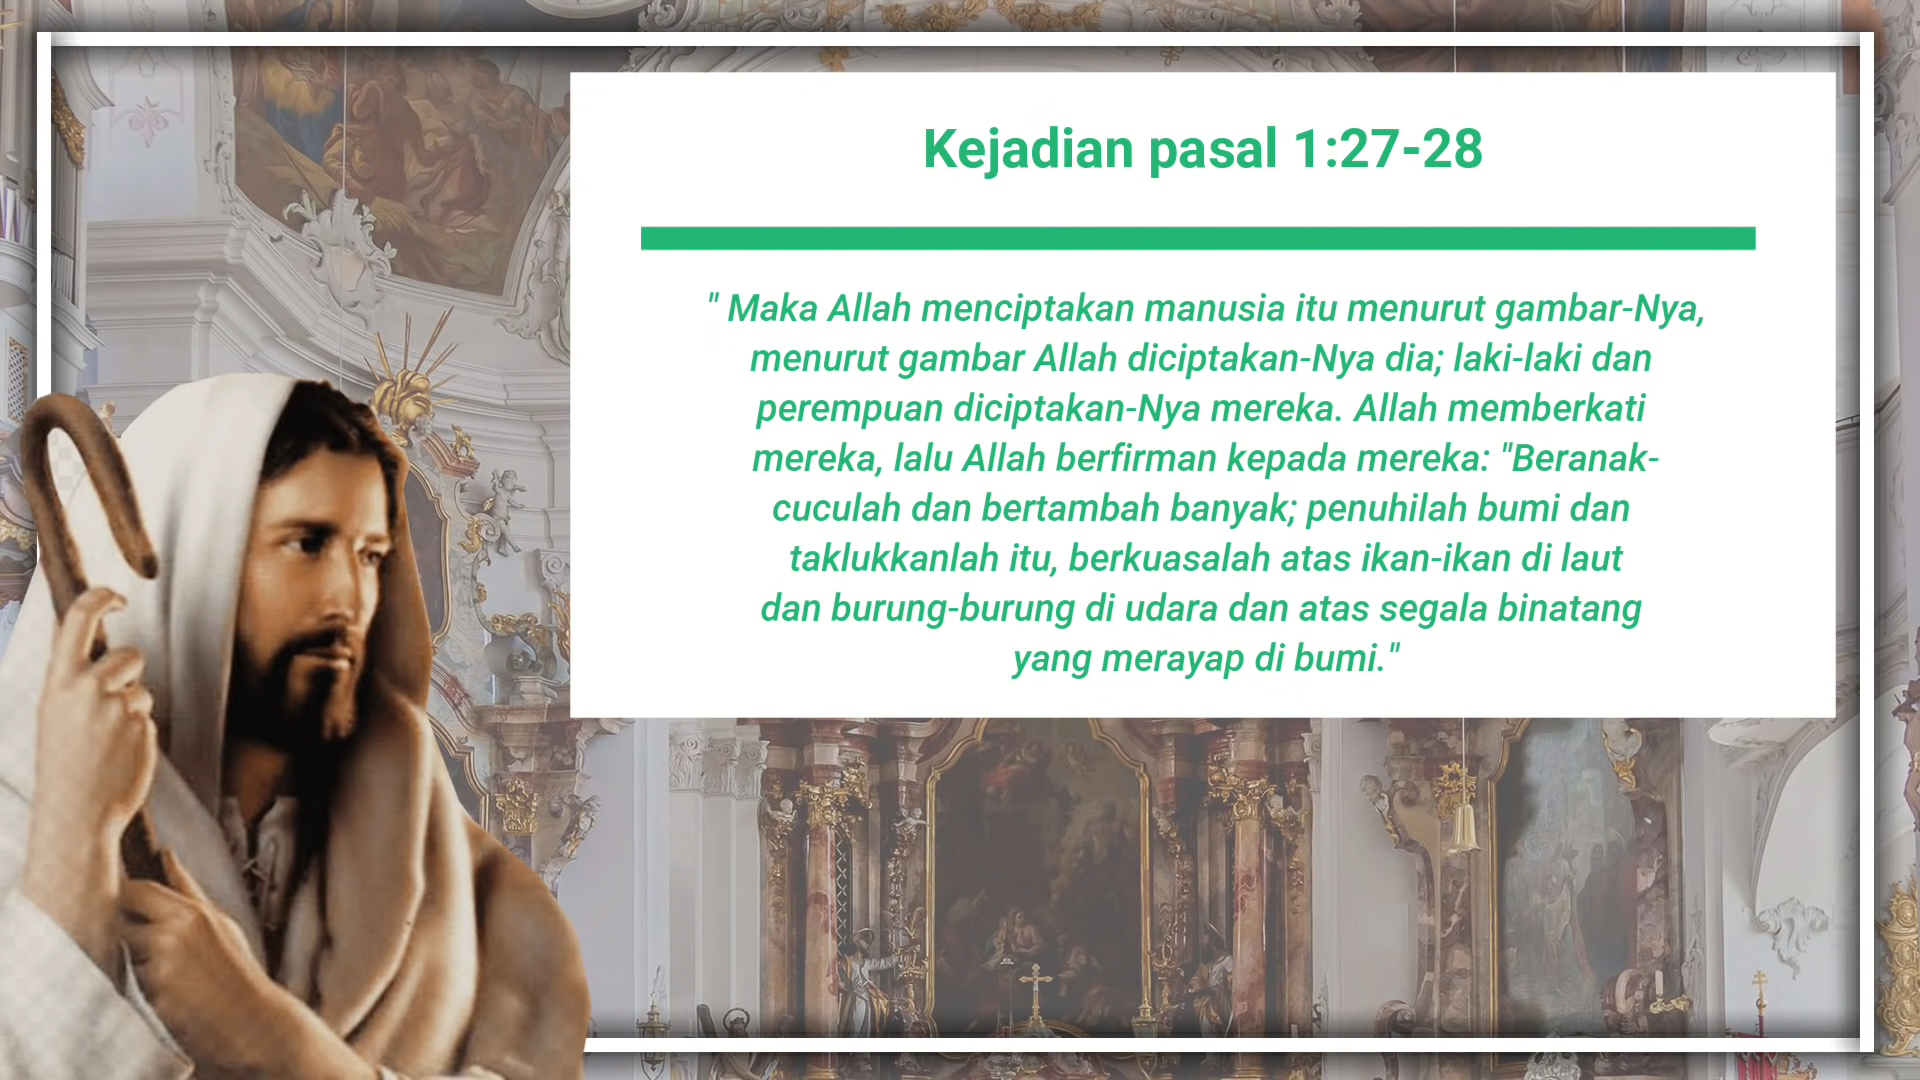 Kejadian pasal 1:27-28
" Maka Allah menciptakan manusia itu menurut gambar-Nya,
menurut gambar Allah diciptakan-Nya dia; laki-laki dan
perempuan diciptakan-Nya mereka. Allah memberkati
mereka, lalu Allah berfirman kepada mereka: "Beranak-
cuculah dan bertambah banyak; penuhilah bumi dan
taklukkanlah itu, berkuasalah atas ikan-ikan di laut
dan burung-burung di udara dan atas segala binatang
yang merayap di bumi."